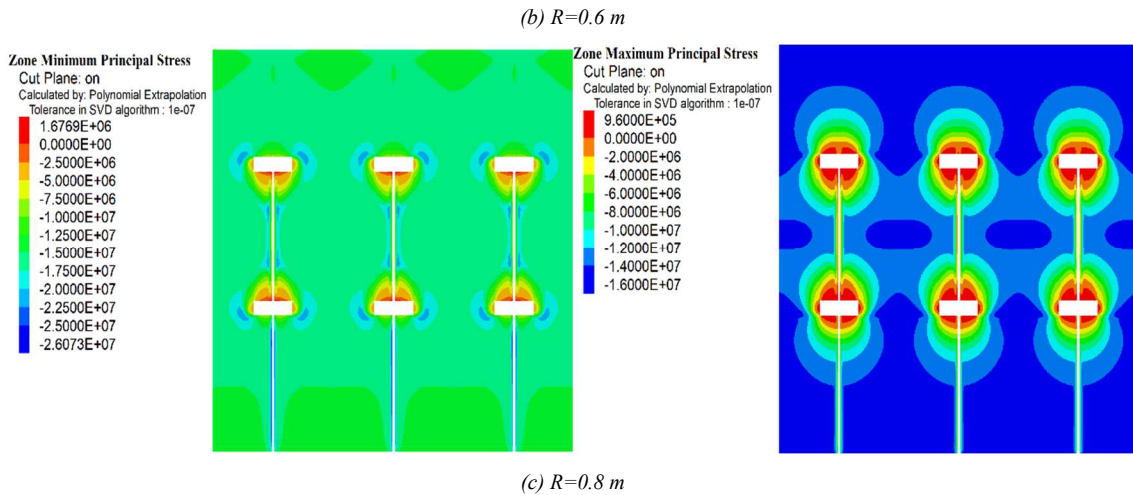 (b) R=0.6 m
Zone Minimum Principal Stress
Cut Plane: on
Calculated by: Polynomial Extrapolation
Tolerance in SVD algorithm : 1e-07
1.6769E+06
0.0000E+00
-2.5000E+06
-5.0000E+06
-7.5000E+06
-1.0000E+07
-1.2500E+07
-1.5000E+07
-1.7500E+07
-2.0000E+07
-2.2500E+07
-2.5000E+07
-2.6073E+07
Zone Maximum Principal Stress
Cut Plane: on
Calculated by: Polynomial Extrapolation
Tolerance in SVD algorithm : 1e-07
9.6000E+05
0.0000E+00
-2.0000E+06
-4.0000E+06
-6.0000E+06
-8.0000E+06
-1.0000E+07
-1.2000E+07
-1.4000E+07
-1.6000E+07
(c) R=0.8 m